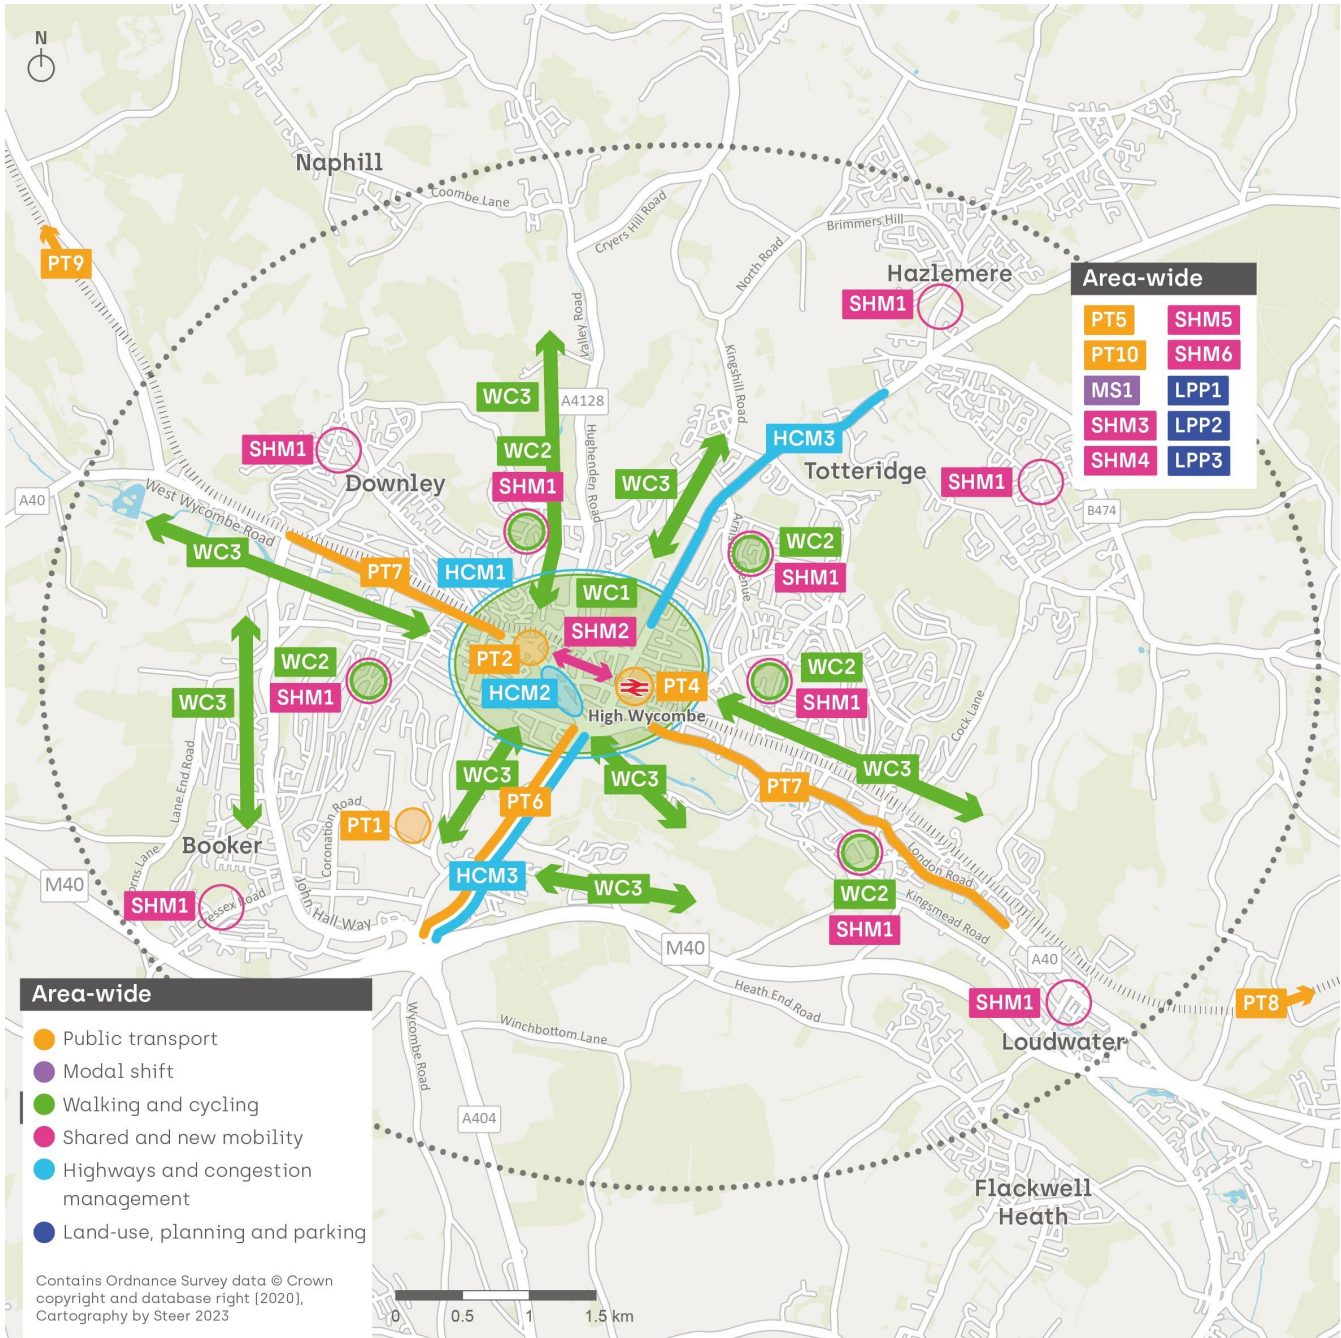 N
Naphill
Coombe Lane
Cryers Hill Road
Brimmers Hill
North Road
Hazlemere
PT9
SHM1
Area-wide
PT5
SHM5
PT10
SHM6
MS1
LPP1
SHM3
LPP2
SHM4
LPP3
Valley Road
Kingshill Road
WC3
A4128
HCM3
Hughenden Road
SHM1
WC2
Totteridge
Downley
SHM1
WC3
SHM1
A40
West Wycombe Road
B474
WC3
WC2
PT7
HCM1
SHM1
WC1
SHM2
PT2
WC2
SHM1
WC2
SHM1
HCM2
PT4
WC3
High Wycombe
Cock Lane
Lane End Road
WC3
WC3
WC3
PT7
PT6
Coronation Road
PT1
Booker
London Road
M40
HCM3
WC3
WC2
SHM1
SHM1
Cressex Road
John Hall Way
Kingsmead Road
M40
A40
Area-wide
Heath End Road
SHM1
PT8
Loudwater
Winchbottom Lane
Wycombe Road
Public transport
Modal shift
Walking and cycling
Shared and new mobility
Highways and congestion
management
Land-use, planning and parking
A404
Flackwell
Heath
Contains Ordnance Survey data © Crown
copyright and database right (2020),
Cartography by Steer 2023
0 0.5 1 1.5 km